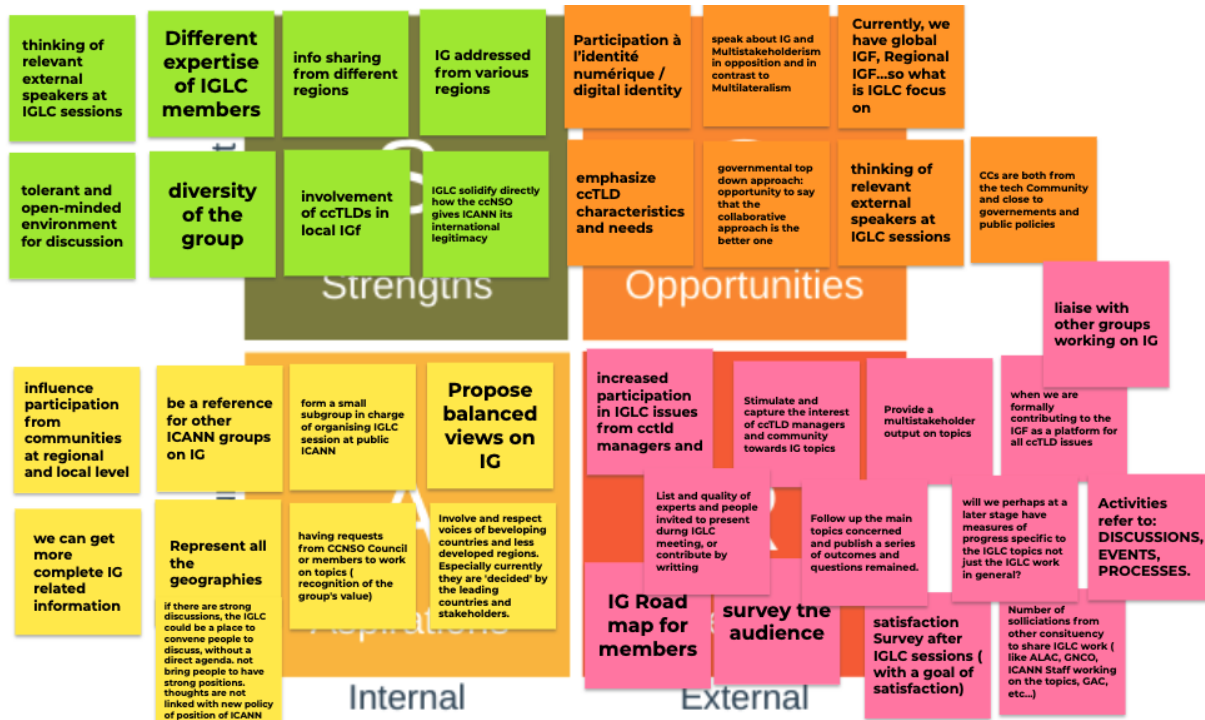 thinking of
relevant
external
speakers at
IGLC sessions
Different
expertise
of IGLC
members
info sharing
from different
regions
IG addressed
from various
regions
Participation à
l'identité
numérique /
digital identity
speak about IG and
Multistakeholderism
in opposition and in
contrast to
Multilateralism
Currently, we
have global
IGF, Regional
IGF...so what
is IGLC focus
on
tolerant and
open-minded
environment
for discussion
diversity
of the
group
involvement
of ccTLDs in
local IGf
IGLC solidify directly
how the ccNSO
gives ICANN its
international
legitimacy
emphasize
ccTLD
characteristics
and needs
governmental top
down approach:
opportunity to say
that the
collaborative
approach is the
better one
thinking of
relevant
external
speakers at
IGLC sessions
CCs are both from
the tech Community
and close to
governements and
public policies
Strengths
Opportunities
liaise with
other groups
working on IG
influence
participation
from
communities
at regional
and local level
be a reference
for other
ICANN groups
on IG
form a small
subgroup in charge
of organising IGLC
session at public
ICANN
Propose
balanced
views on
IG
increased
participation
in IGLC issues
from cctld
managers and
Stimulate and
capture the interest
of ccTLD managers
and community
towards IG topics
Provide a
multistakeholder
output on topics
when we are
formally
contributing to the
IGF as a platform for
all ccTLD issues
we can get
more
complete IG
related
information
Represent all
the
geographies
having requests
from CCNSO Council
or members to work
on topics (
recognition of the
group's value)
Involve and respect
voices of beveloping
countries and less
developed regions.
Especially currently
they are 'decided' by
the leading
countries and
stakeholders.
List and quality of
experts and people
invited to present
durng IGLC
meeting, or
contribute by
writting
Follow up the main
topics concerned
and publish a series
of outcomes and
questions remained.
will we perhaps at a
later stage have
measures of
progress specific to
the IGLC topics not
just the IGLC work
in general?
Activities
refer to:
DISCUSSIONS,
EVENTS,
PROCESSES.
if there are strong
discussions, the IGLC
could be a place to
convene people to
discuss, without a
direct agenda. not
bring people to have
strong positions.
thoughts are not
linked with new policy
of position of ICANN
Aspirations
IG Road
map for
members
survey the
audience
satisfaction
Survey after
IGLC sessions (
with a goal of
satisfaction)
Number of
solliciations from
other consituency
to share IGLC work (
like ALAC, GNCO,
ICANN Staff working
on the topics, GAC,
etc...)
Internal
External